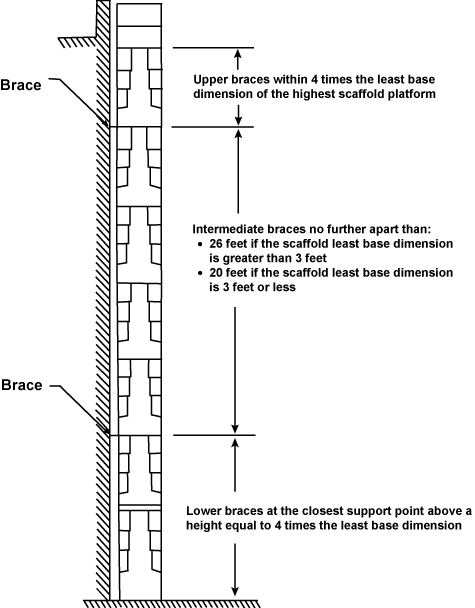 Upper braces within 4 times the least base
dimension of the highest scaffold platform
Brace
Intermediate braces no further apart than:
• 26 feet if the scaffold least base dimension
is greater than 3 feet
• 20 feet if the scaffold least base dimension
is 3 feet or less
Brace
Lower braces at the closest support point above a
height equal to 4 times the least base dimension